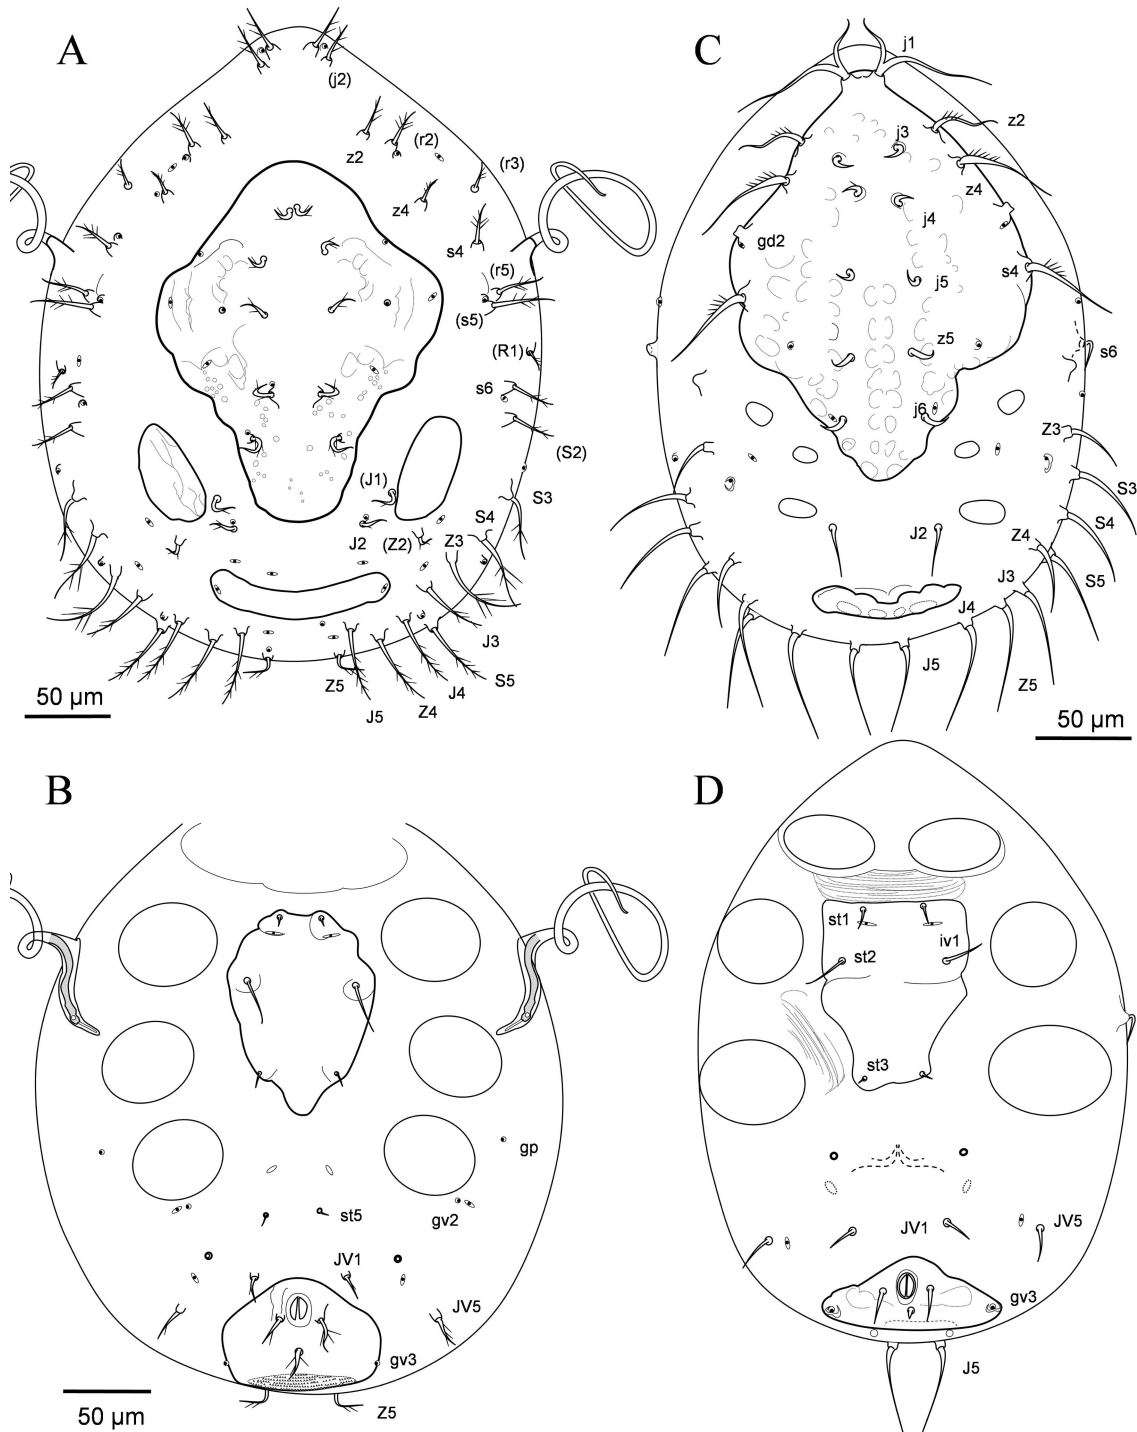 A
(j2)
(r2)
z2
(r3)
z4
s4
(r5)
(s5)
(R1)
s6
(S2)
(J1)
S3
S4
J2
(Z2)
Z3
J3
S5
Z5
J4
J5
Z4
50 µm
C
j1
z2
j3
z4
j4
gd2
s4
j5
z5
s6
j6
Z3
S3
J2
S4
Z4
S5
J3
J4
J5
Z5
50 µm
B
gp
st5
gv2
JV1
JV5
gv3
Z5
50 µm
D
st1
iv1
st2
st3
JV1
JV5
gv3
J5